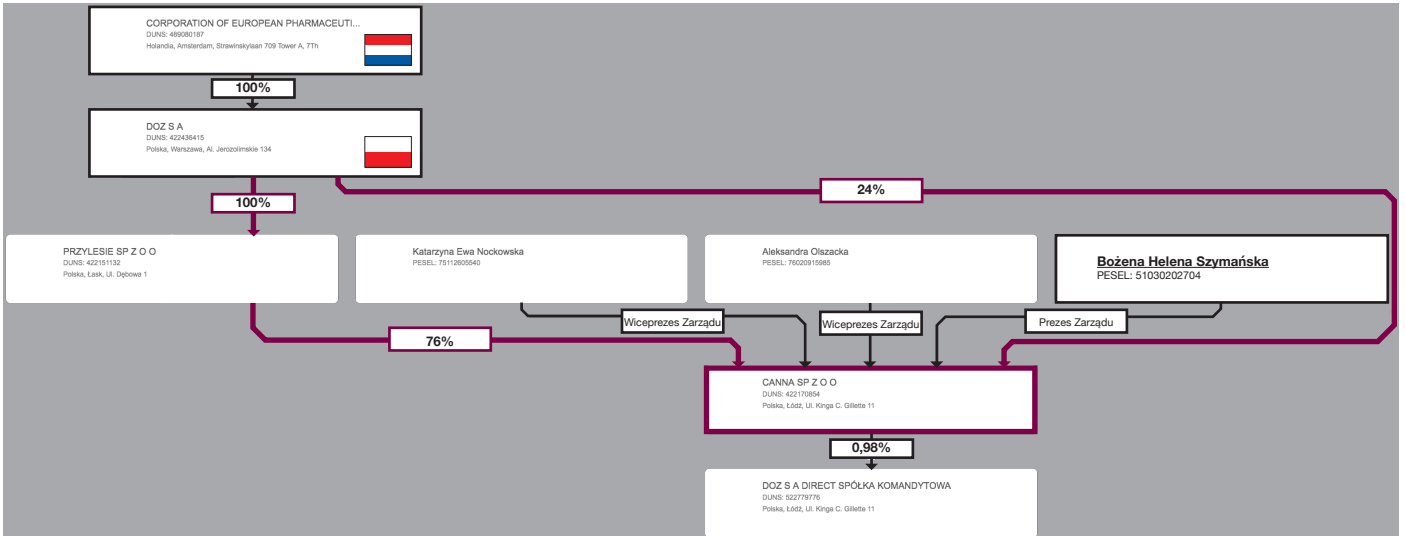 CORPORATION OF EUROPEAN PHARMACEUTI...
DUNS: 489080187
Holandia, Amsterdam, Strawinskylaan 709 Tower A, 7Th
100%
DOZ S A
DUNS: 422436415
Polska, Warszawa, Al. Jerozolimskie 134
24%
100%
PRZYLESIE SP Z O O
DUNS: 422151132
Polska, Łask, Ul. Dębowa 1
Katarzyna Ewa Nockowska
PESEL: 75112605540
Aleksandra Olszacka
PESEL: 76020915985
Bożena Helena Szymańska
PESEL: 51030202704
Wiceprezes Zarządu
Wiceprezes Zarządu
Prezes Zarządu
76%
CANNA SP Z O O
DUNS: 422170854
Polska, Łódź, Ul. Kinga C. Gillette 11
0,98%
DOZ S A DIRECT SPÓŁKA KOMANDYTOWA
DUNS: 522779776
Polska, Łódź, Ul. Kinga C. Gillette 11